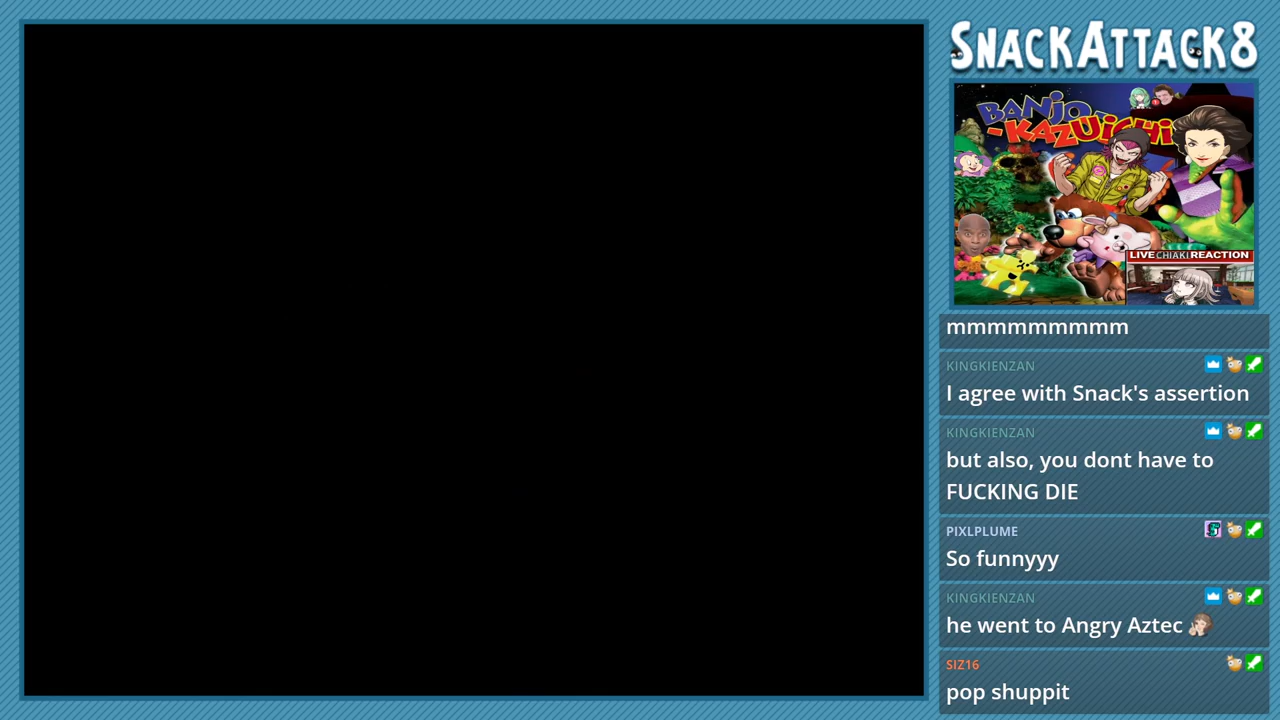 SNACKATTACK8
BANJO
-KAZUICHI
LIVE CHIAKI REACTION
mmmmmmmmm
KINGKIENZAN
I agree with Snack's assertion
KINGKIENZAN
but also, you dont have to
FUCKING DIE
PIXLPLUME
So funnyyy
KINGKIENZAN
he went to Angry Aztec
SIZ16
pop shuppit